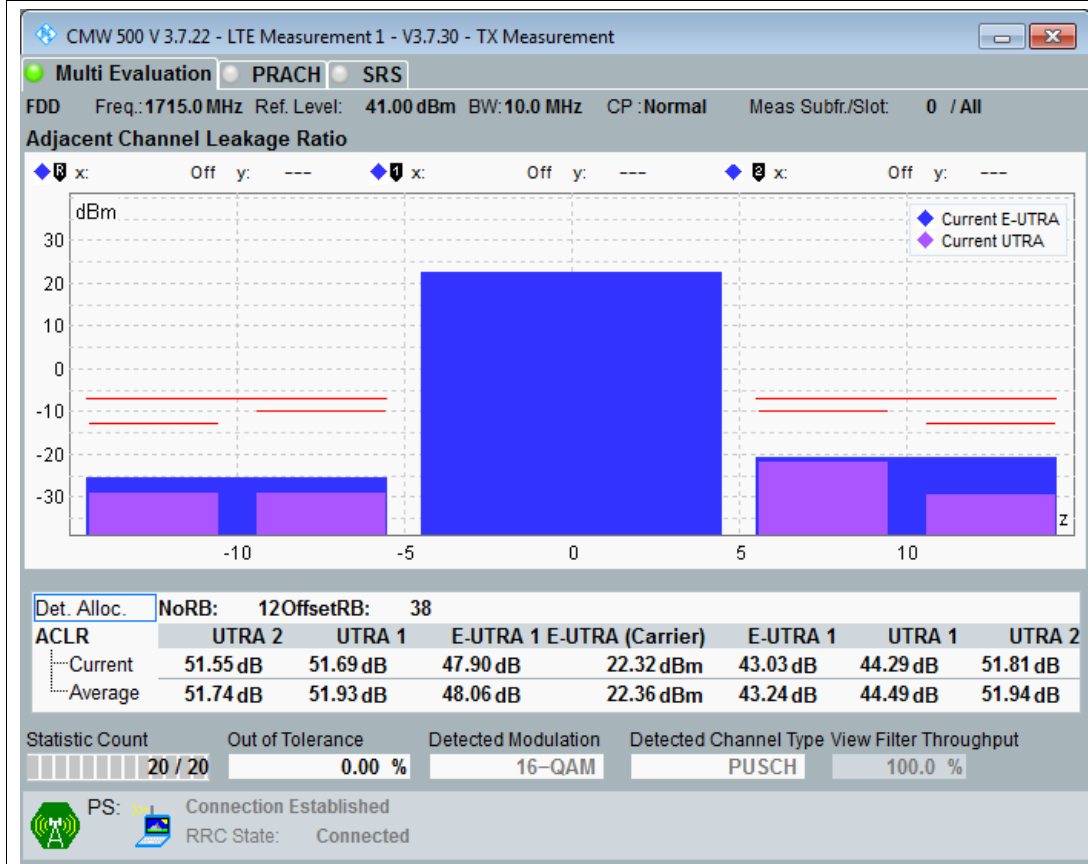 CMW 500 V 3.7.22 - LTE Measurement 1 - V3.7.30 - TX Measurement
Multi Evaluation PRACH SRS
FDD Freq.: 1715.0 MHz Ref. Level: 41.00 dBm BW: 10.0 MHz CP : Normal Meas Subfr./Slot: 0 / All
Adjacent Channel Leakage Ratio
R x: Off y: --- 1 x: Off y: --- 2 x: Off y: ---
dBm
Current E-UTRA
Current UTRA
30
20
10
0
-10
-20
-30
z
-10 -5 0 5 10
Det. Alloc. NoRB: 12 OffsetRB: 38
ACLR UTRA 2 UTRA 1 E-UTRA 1 E-UTRA (Carrier) E-UTRA 1 UTRA 1 UTRA 2
Current 51.55 dB 51.69 dB 47.90 dB 22.32 dBm 43.03 dB 44.29 dB 51.81 dB
Average 51.74 dB 51.93 dB 48.06 dB 22.36 dBm 43.24 dB 44.49 dB 51.94 dB
Statistic Count Out of Tolerance Detected Modulation Detected Channel Type View Filter Throughput
20 / 20 0.00 % 16-QAM PUSCH 100.0 %
PS: Connection Established
RRC State: Connected